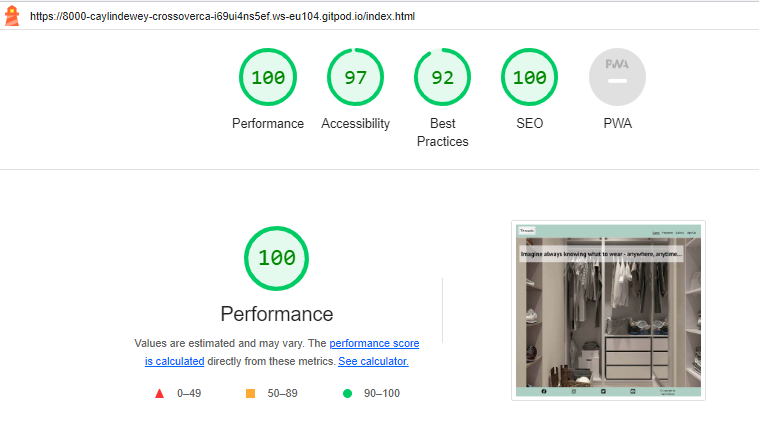 https://8000-caylindewey-crossoverca-i69ui4ns5ef.ws-eu104.gitpod.io/index.html
100
97
92
100
PWA
Performance
Accessibility
Best
Practices
SEO
PWA
100
Performance
Values are estimated and may vary. The performance score
is calculated directly from these metrics. See calculator.
0–49
50–89
90–100
Imagine always knowing what to wear - anywhere, anytime...